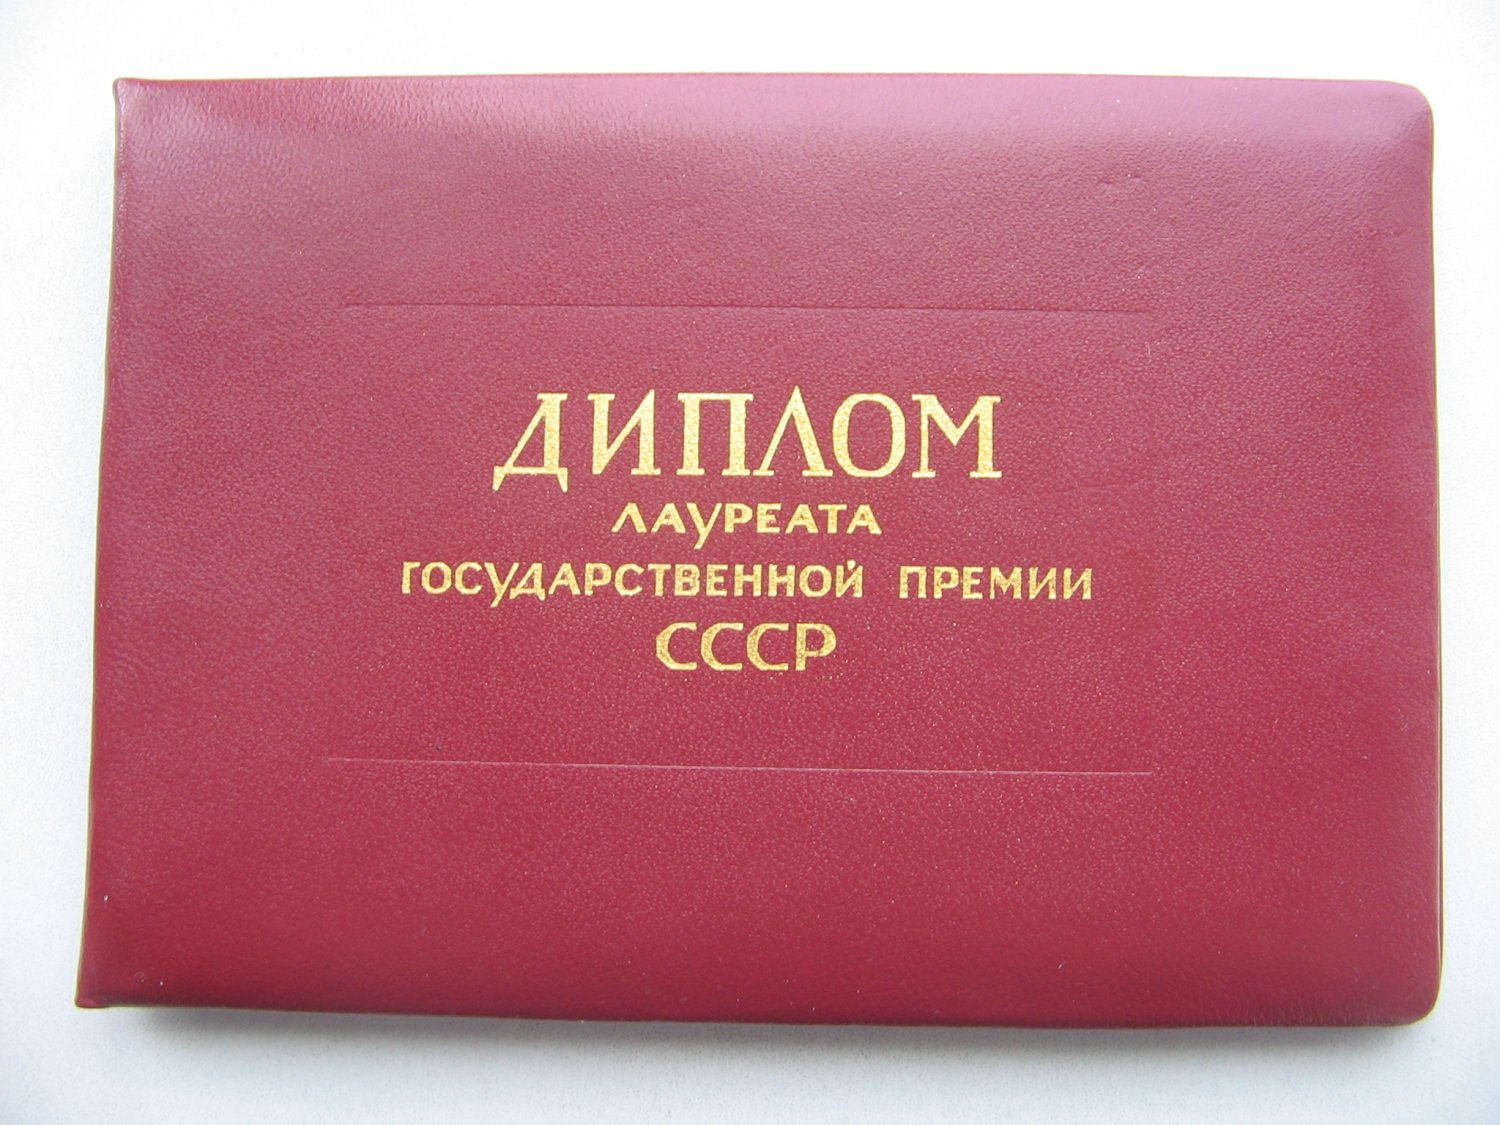 ДИПЛОМ
ЛАУРЕАТА
ГОСУДАРСТВЕННОЙ ПРЕМИИ
СССР